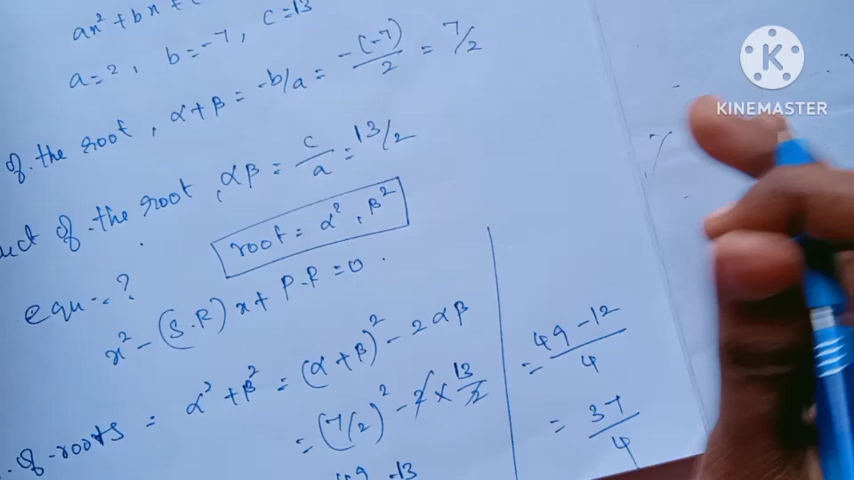 ax² + bx + c
a = 2, b = -7, c = 13
of the root, α+β = -b/a = -(-7)/2 = 7/2
uct of the root, αβ = c/a = 13/2
root = α², β²
equ - ?
x² - (S.R) x + P.R = 0
of roots = α² + β² = (α + β)² - 2αβ
= (7/2)² - 2 × 13/2
49 -13
= 49 - 12/4
= 37/4
K
KINEMASTER